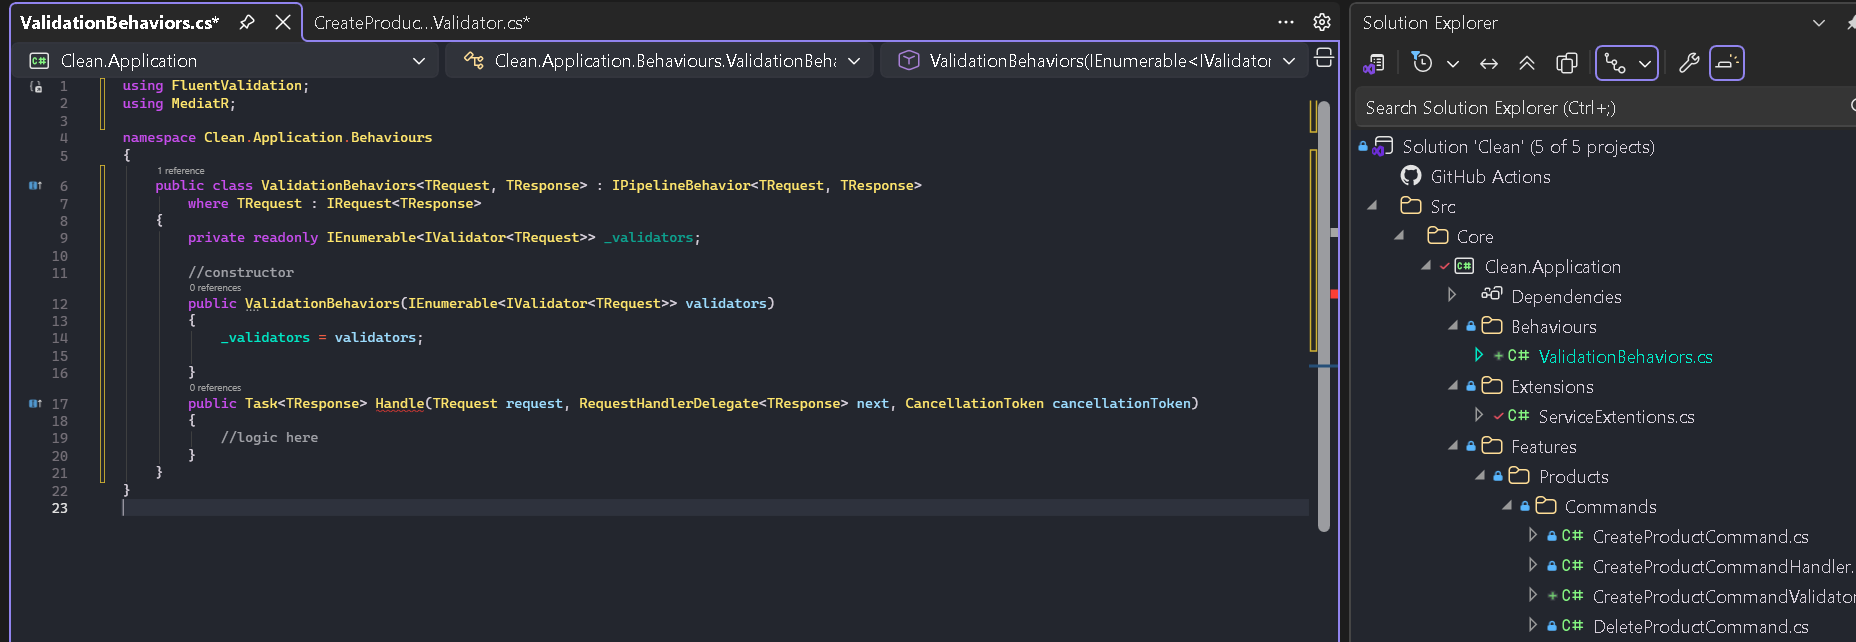 ValidationBehaviors.cs*
CreateProduc...Validator.cs*
Clean.Application
Clean.Application.Behaviours.ValidationBeha
ValidationBehaviors(IEnumerable<IValidator
1 using FluentValidation;
2 using MediatR;
3
4 namespace Clean.Application.Behaviours
5 {
1 reference
6 public class ValidationBehaviors<TRequest, TResponse> : IPipelineBehavior<TRequest, TResponse>
7 where TRequest : IRequest<TResponse>
8 {
9 private readonly IEnumerable<IValidator<TRequest>> _validators;
10
11 //constructor
0 references
12 public ValidationBehaviors(IEnumerable<IValidator<TRequest>> validators)
13 {
14 _validators = validators;
15
16 }
0 references
17 public Task<TResponse> Handle(TRequest request, RequestHandlerDelegate<TResponse> next, CancellationToken cancellationToken)
18 {
19 //logic here
20 }
21 }
22 }
23
Solution Explorer
Search Solution Explorer (Ctrl+;)
Solution 'Clean' (5 of 5 projects)
GitHub Actions
Src
Core
C# Clean.Application
Dependencies
Behaviours
C# ValidationBehaviors.cs
Extensions
C# ServiceExtentions.cs
Features
Products
Commands
C# CreateProductCommand.cs
C# CreateProductCommandHandler.
C# CreateProductCommandValidator
C# DeleteProductCommand.cs